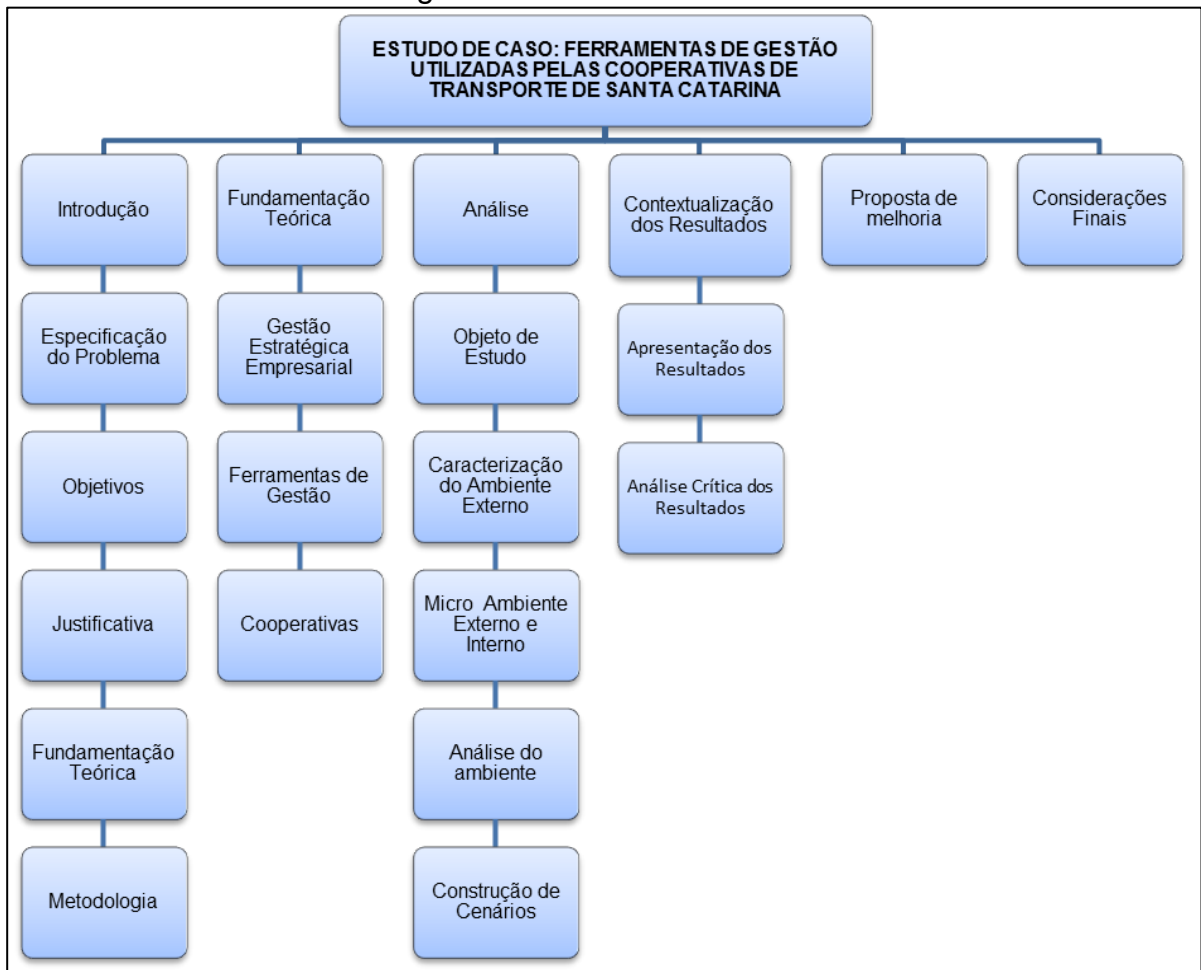 ESTUDO DE CASO: FERRAMENTAS DE GESTÃO
UTILIZADAS PELAS COOPERATIVAS DE
TRANSPORTE DE SANTA CATARINA
Introdução
Especificação
do Problema
Objetivos
Justificativa
Fundamentação
Teórica
Metodologia
Fundamentação
Teórica
Gestão
Estratégica
Empresarial
Ferramentas de
Gestão
Cooperativas
Análise
Objeto de
Estudo
Caracterização
do Ambiente
Externo
Micro Ambiente
Externo e
Interno
Análise do
ambiente
Construção de
Cenários
Contextualização
dos Resultados
Apresentação dos
Resultados
Análise Crítica dos
Resultados
Proposta de
melhoria
Considerações
Finais